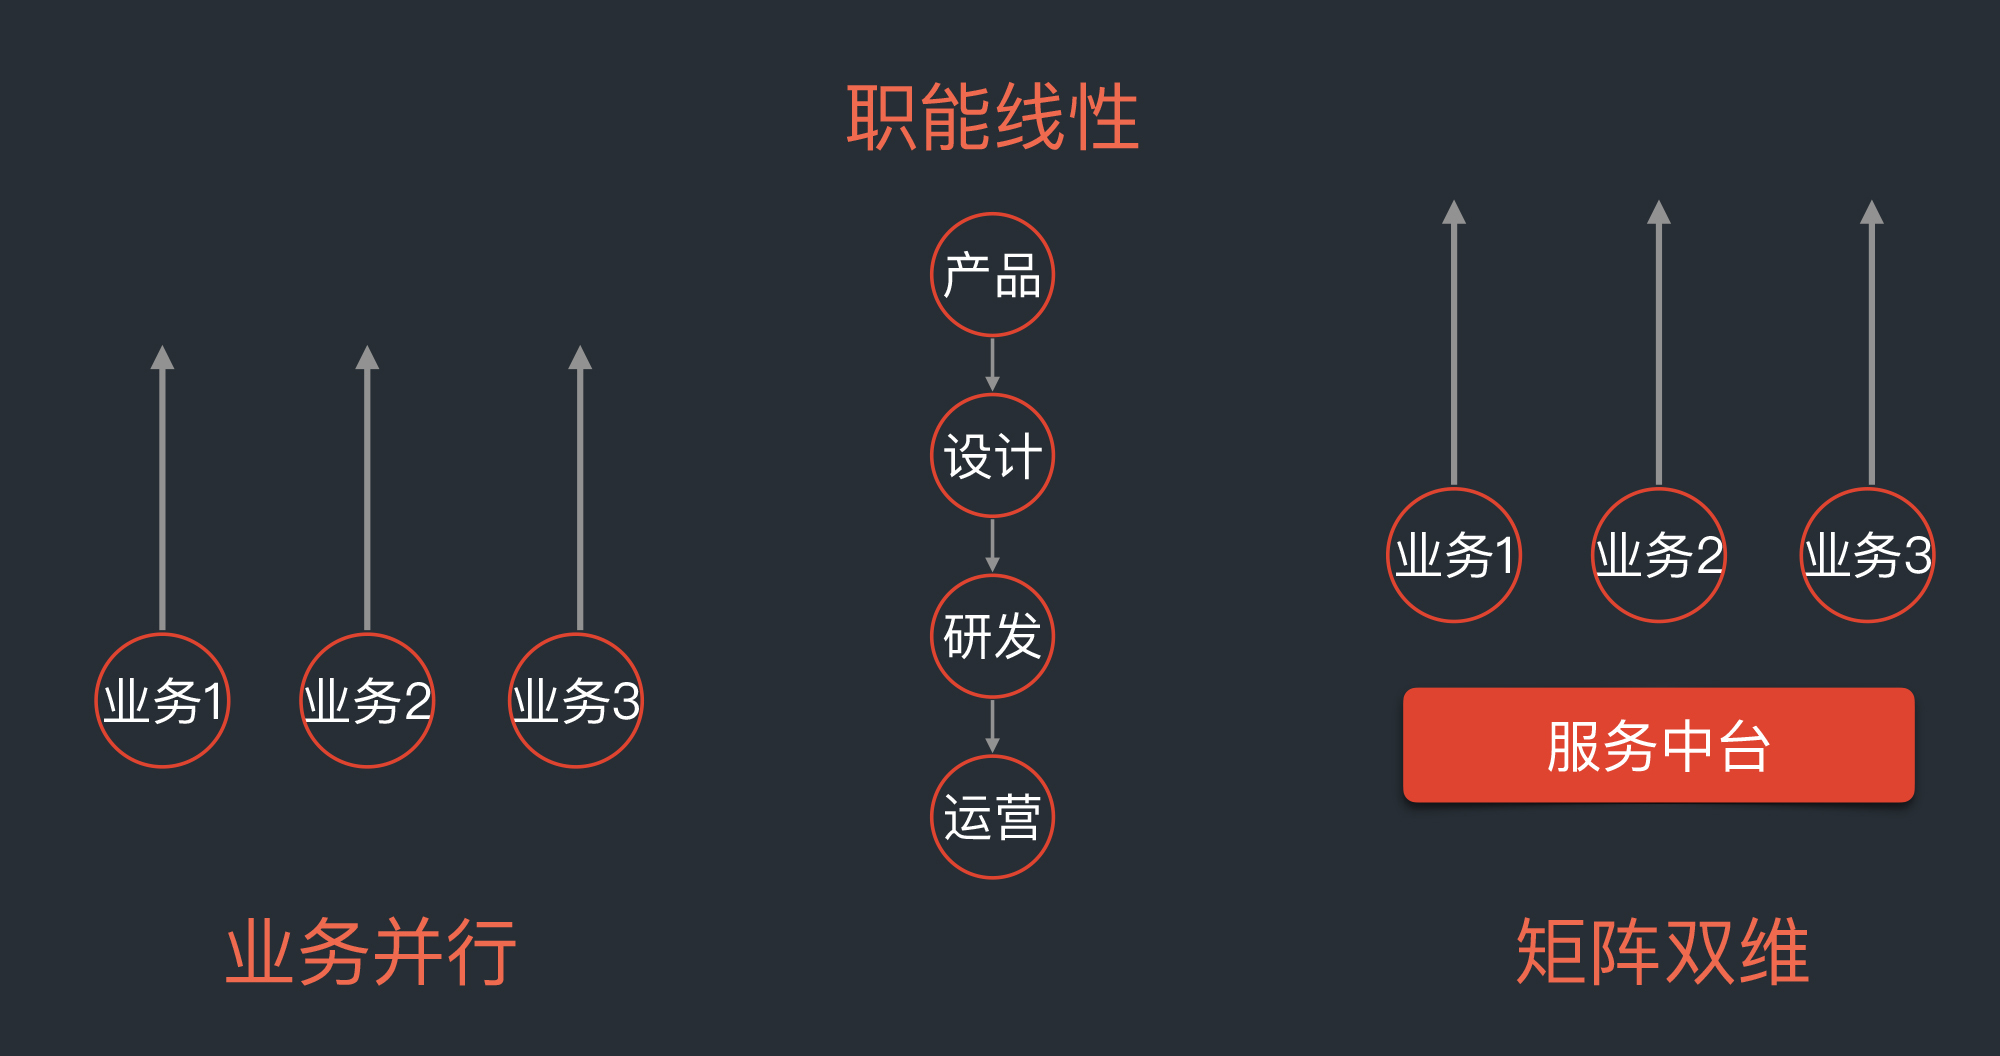 职能线性
产品
设计
研发
运营
业务1
业务2
业务3
业务并行
业务1
业务2
业务3
服务中台
矩阵双维